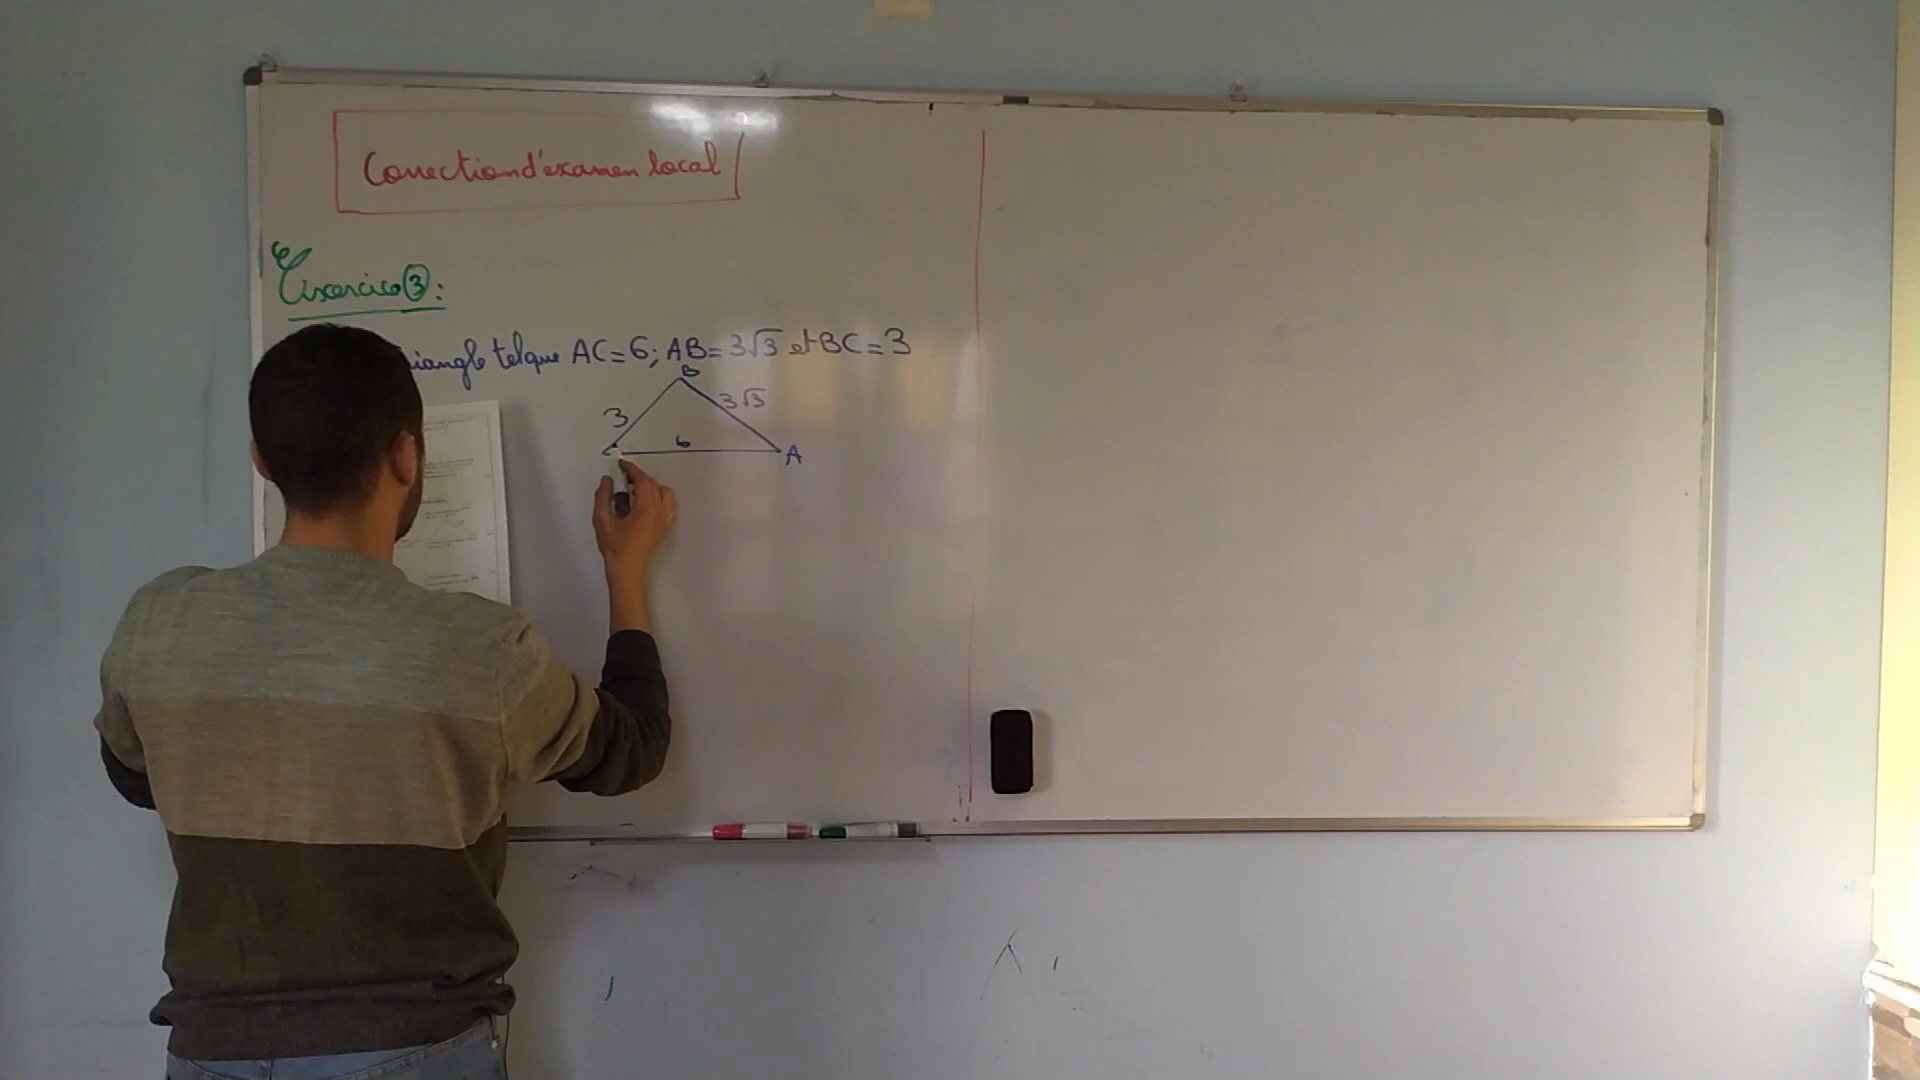 Correction d'examen local
Exercice ③:
iangle tel que AC=6; AB=3√3 et BC=3
B
3
3√3
6
A